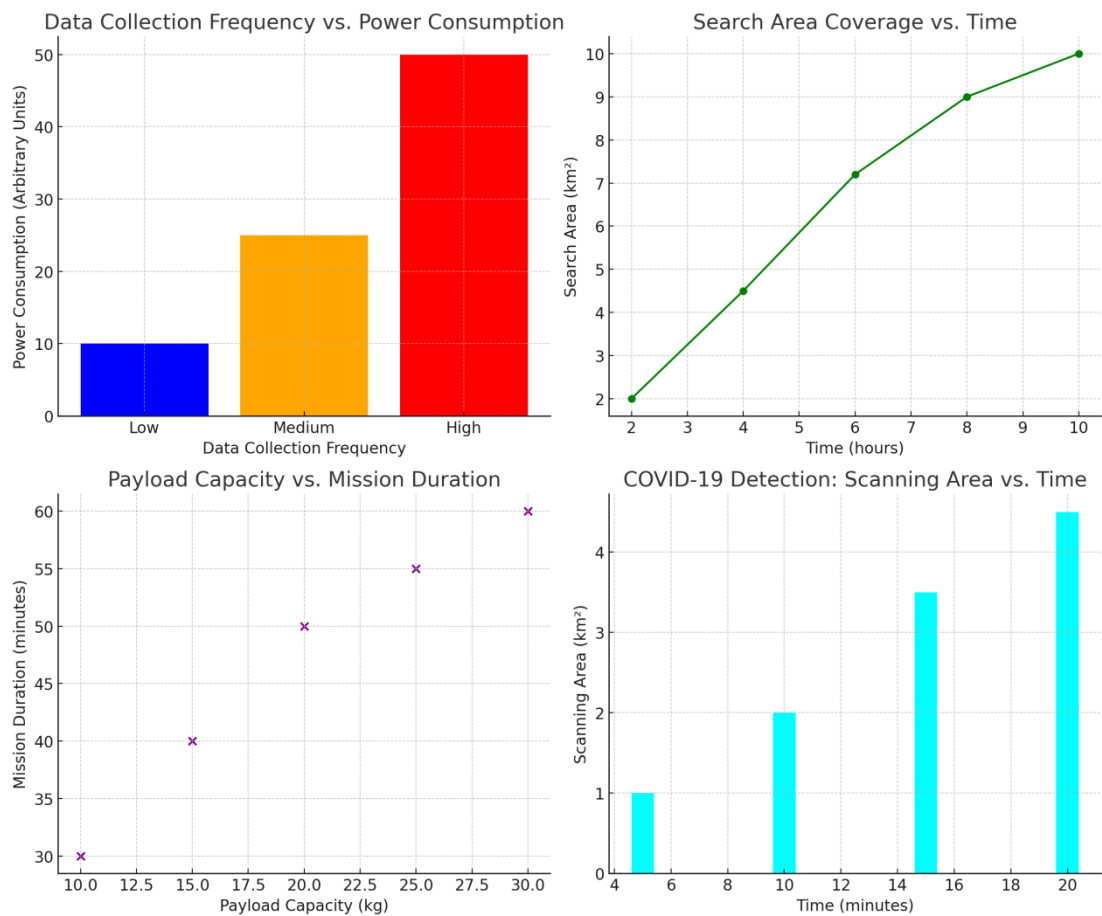 Data Collection Frequency vs. Power Consumption
Power Consumption (Arbitrary Units)
50
40
30
20
10
0
Low Medium High
Data Collection Frequency
Search Area Coverage vs. Time
Search Area (km²)
10
9
8
7
6
5
4
3
2
2 3 4 5 6 7 8 9 10
Time (hours)
Payload Capacity vs. Mission Duration
Mission Duration (minutes)
60
55
50
45
40
35
30
10.0 12.5 15.0 17.5 20.0 22.5 25.0 27.5 30.0
Payload Capacity (kg)
COVID-19 Detection: Scanning Area vs. Time
Scanning Area (km²)
4
3
2
1
0
4 6 8 10 12 14 16 18 20
Time (minutes)